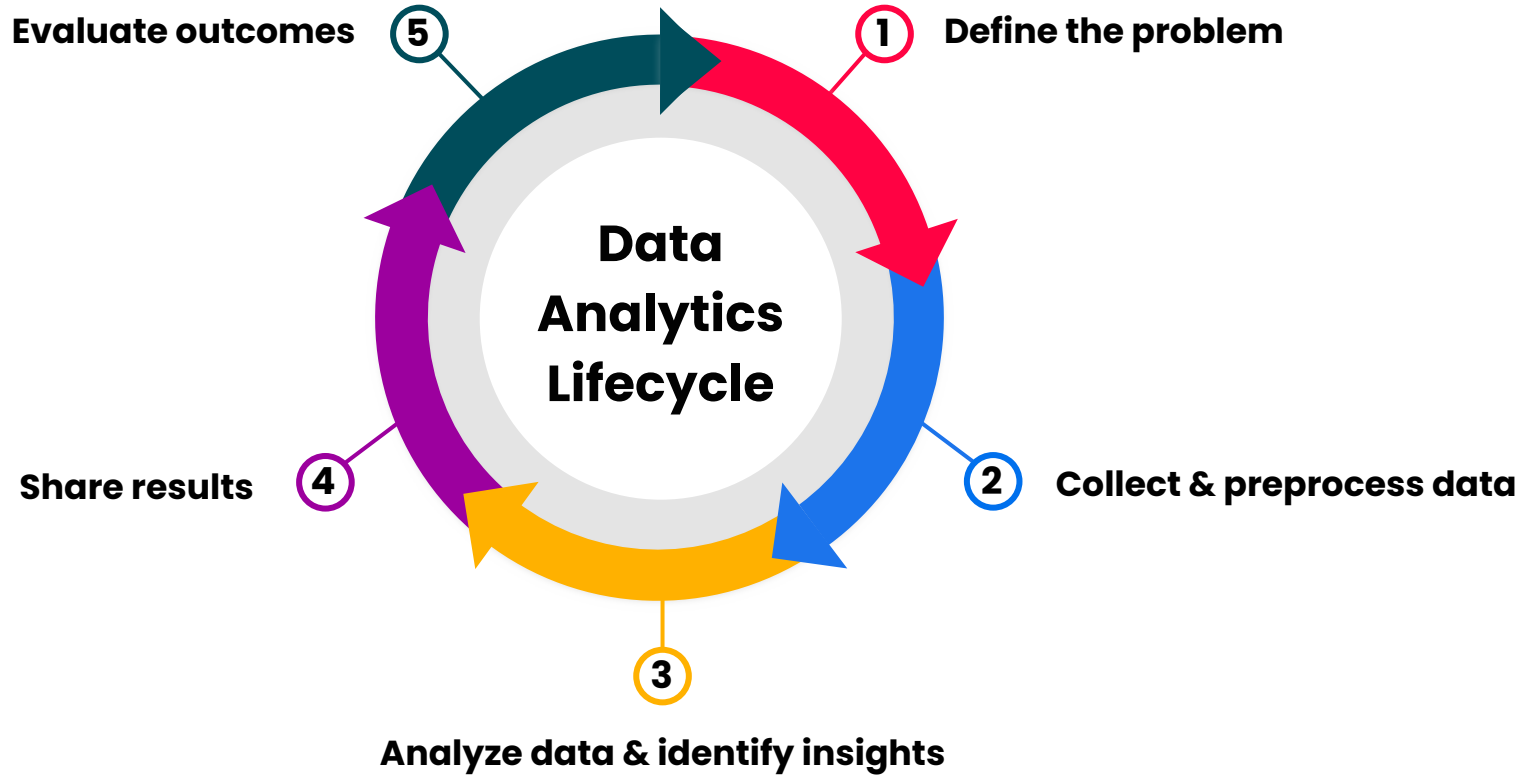 Data
Analytics
Lifecycle
1
Define the problem
2
Collect & preprocess data
3
Analyze data & identify insights
4
Share results
5
Evaluate outcomes